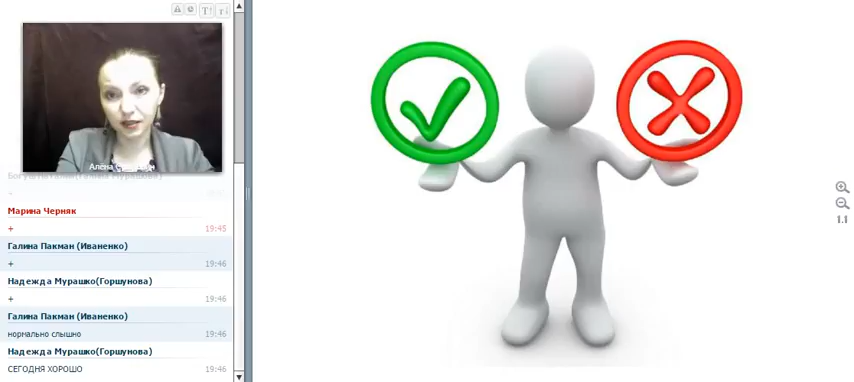 Т↑ т↓
Алёна
Марина Черняк
+ 19:45
Галина Пакман (Иваненко)
+ 19:46
Надежда Мурашко(Горшунова)
+ 19:46
Галина Пакман (Иваненко)
нормально слышно 19:46
Надежда Мурашко(Горшунова)
СЕГОДНЯ ХОРОШО 19:46
1.1